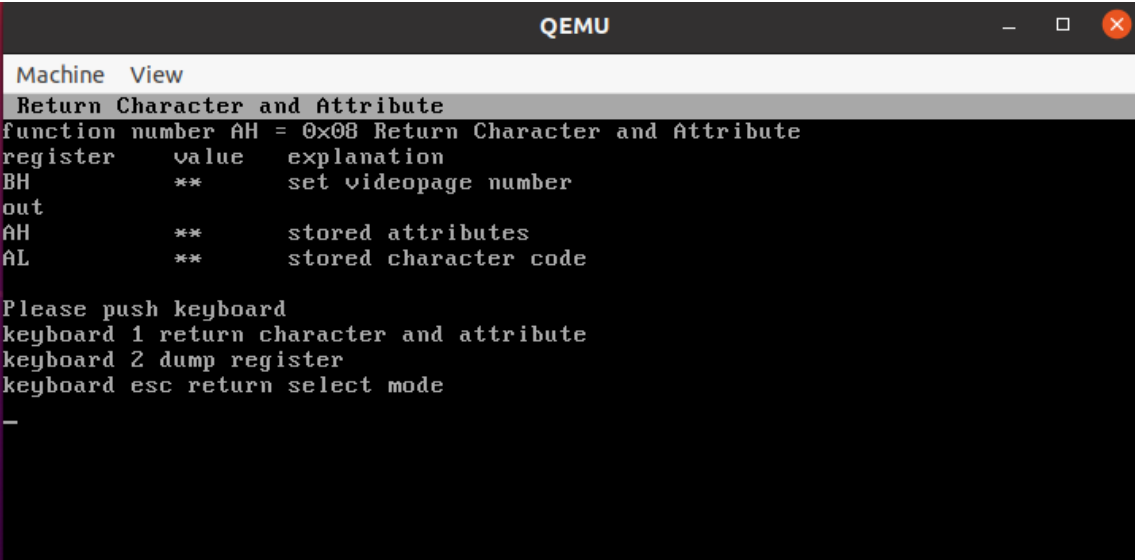 QEMU
Machine View
Return Character and Attribute
function number AH = 0x08 Return Character and Attribute
register value explanation
BH ** set videopage number
out
AH ** stored attributes
AL ** stored character code
Please push keyboard
keyboard 1 return character and attribute
keyboard 2 dump register
keyboard esc return select mode
_